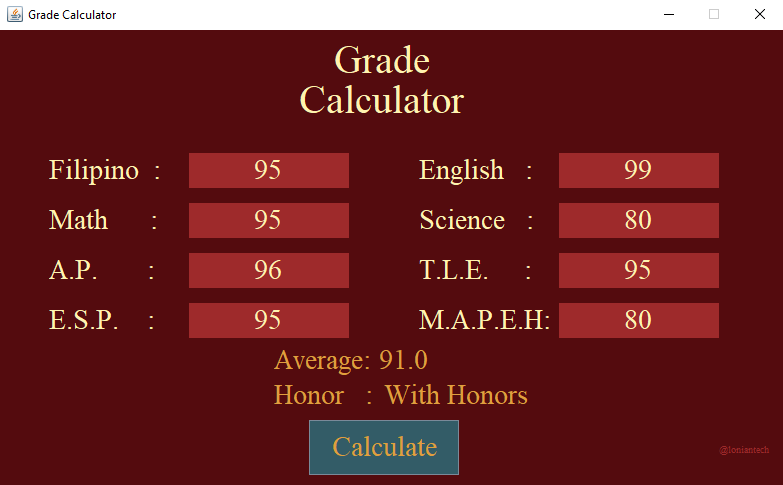 Grade Calculator
Grade
Calculator
Filipino : 95 English : 99
Math : 95 Science : 80
A.P. : 96 T.L.E. : 95
E.S.P. : 95 M.A.P.E.H: 80
Average: 91.0
Honor : With Honors
Calculate
@loniantech